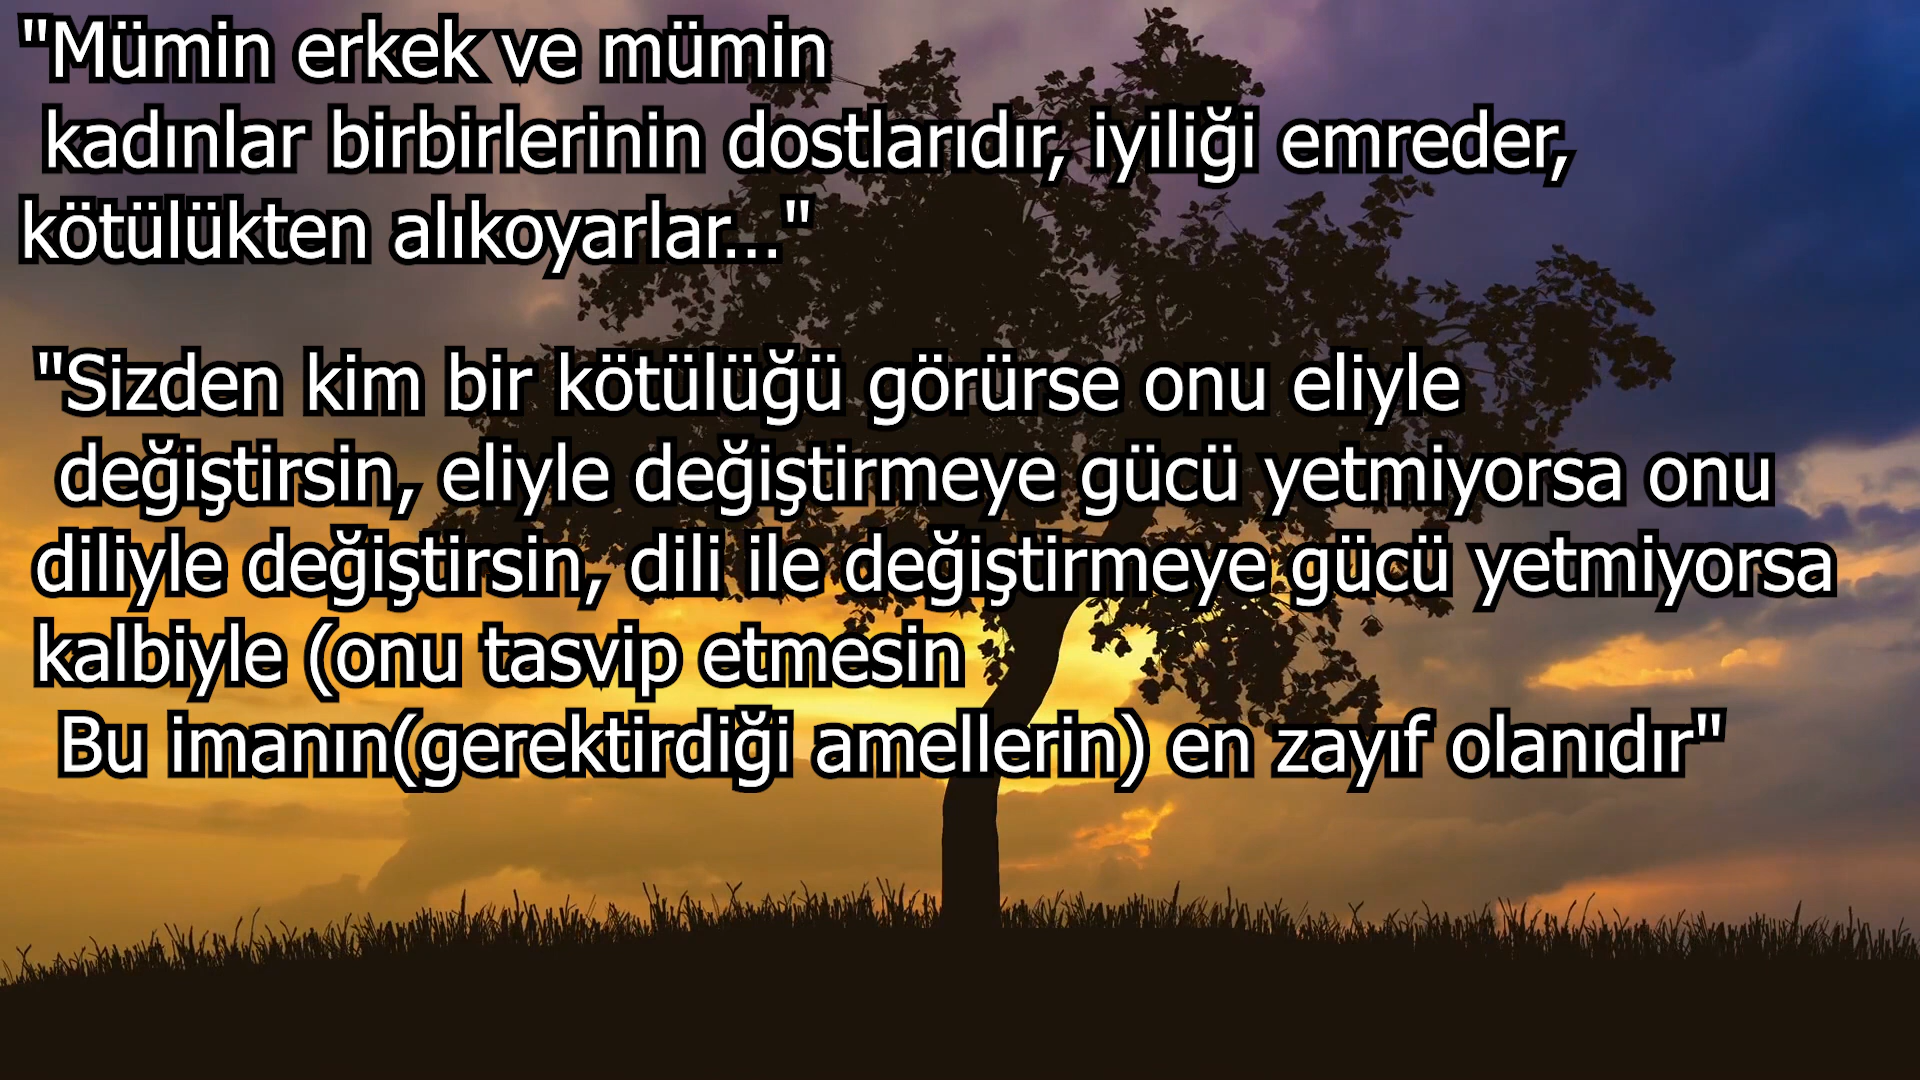 "Mümin erkek ve mümin
kadınlar birbirlerinin dostlarıdır, iyiliği emreder,
kötülükten alıkoyarlar..."
"Sizden kim bir kötülüğü görürse onu eliyle
değiştirsin, eliyle değiştirmeye gücü yetmiyorsa onu
diliyle değiştirsin, dili ile değiştirmeye gücü yetmiyorsa
kalbiyle (onu tasvip etmesin
Bu imanın(gerektirdiği amellerin) en zayıf olanıdır"